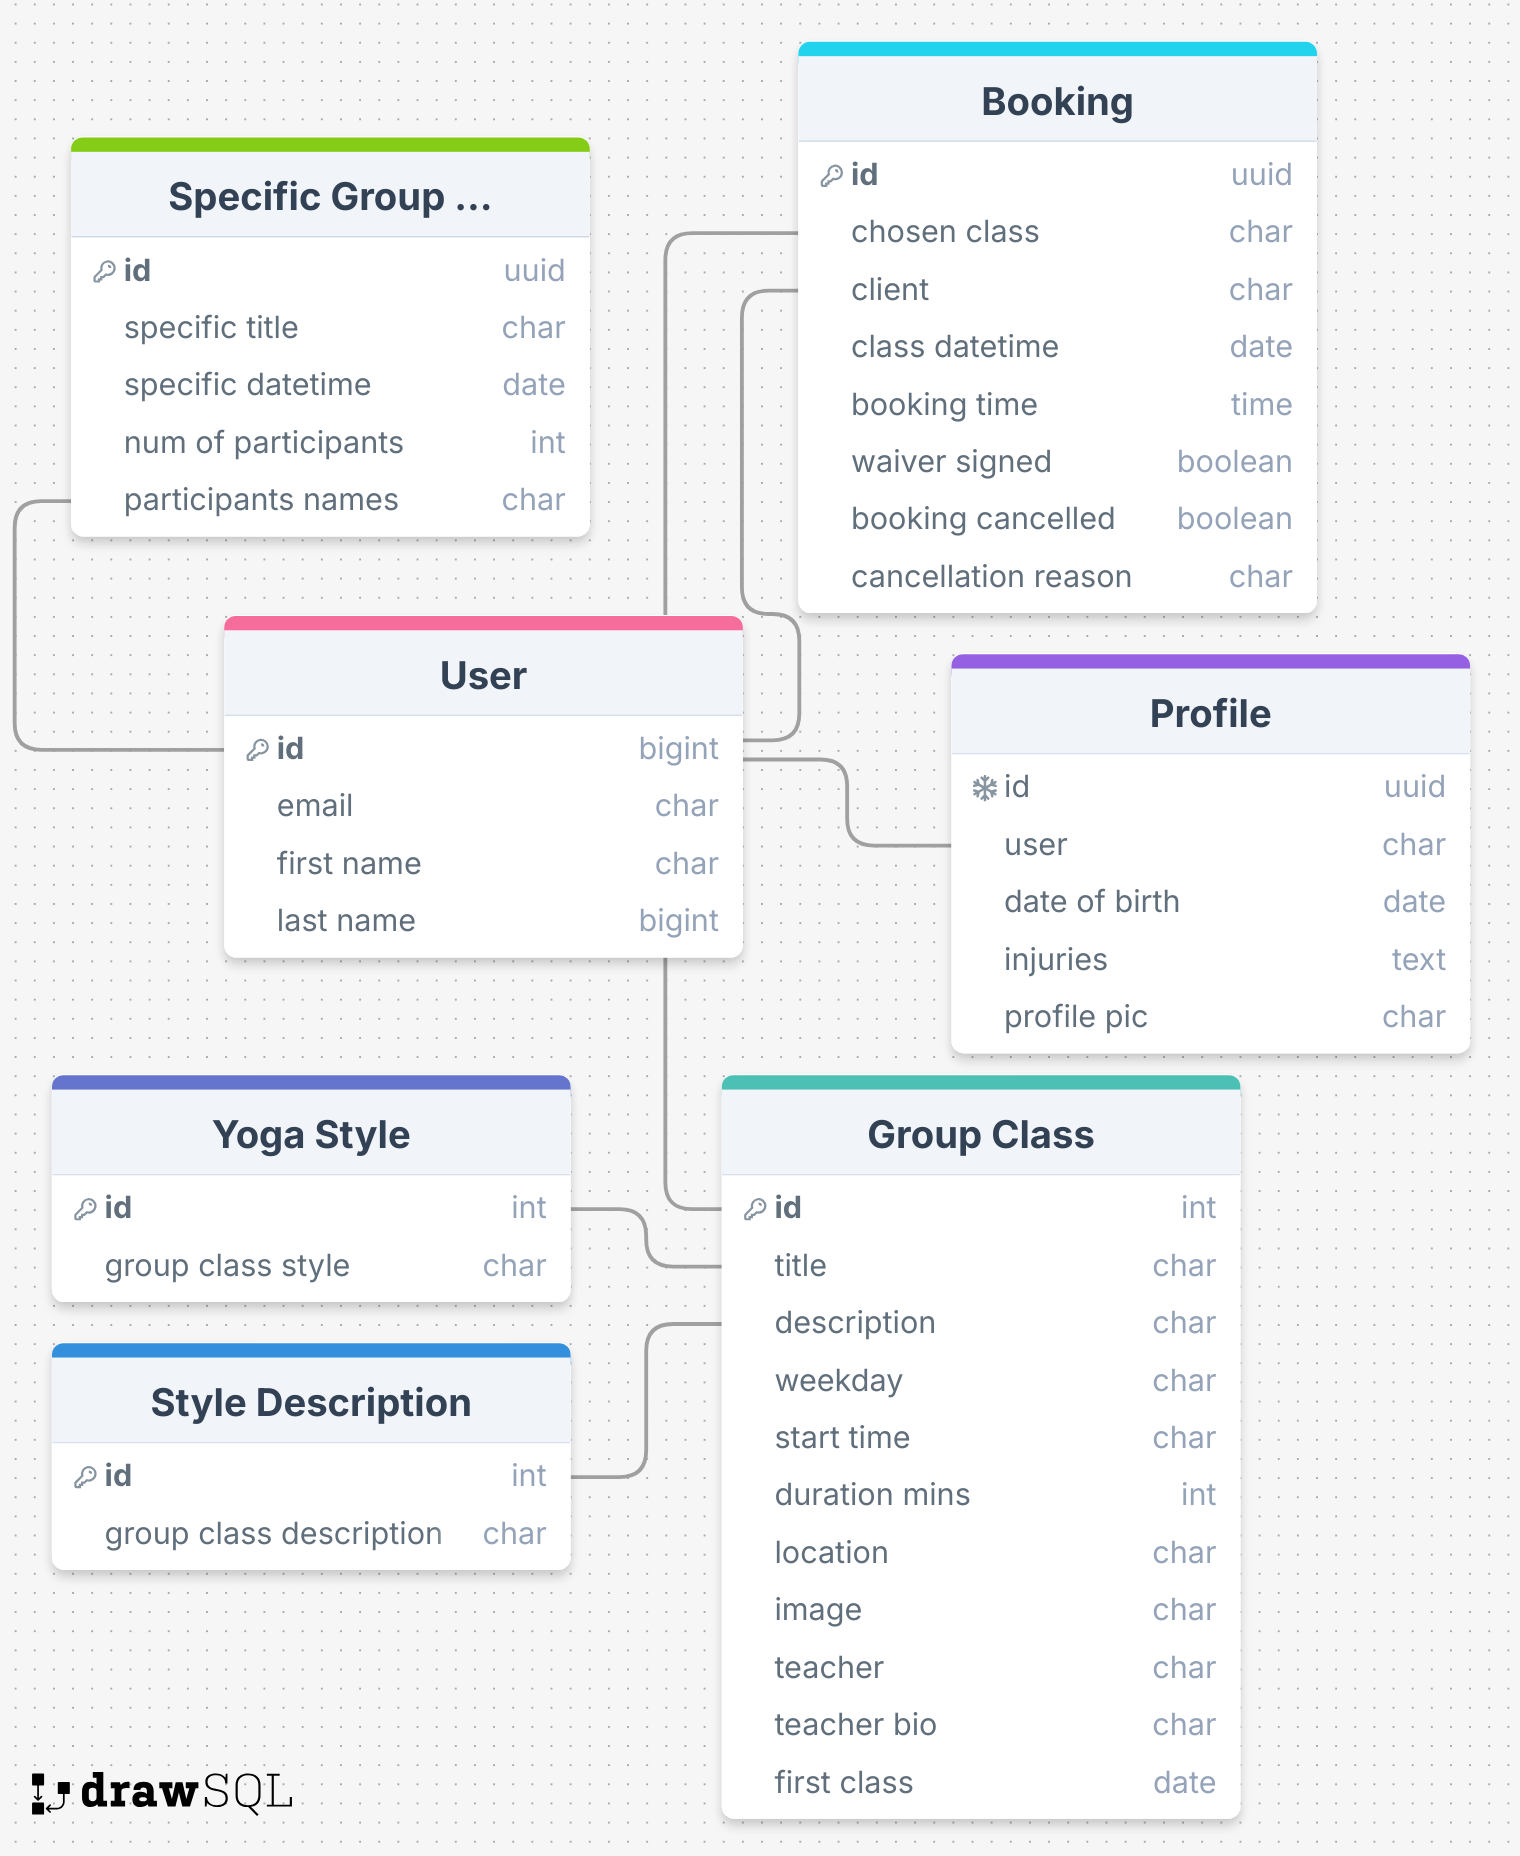 Specific Group ...
id uuid
specific title char
specific datetime date
num of participants int
participants names char
Booking
id uuid
chosen class char
client char
class datetime date
booking time time
waiver signed boolean
booking cancelled boolean
cancellation reason char
User
id bigint
email char
first name char
last name bigint
Profile
id uuid
user char
date of birth date
injuries text
profile pic char
Yoga Style
id int
group class style char
Style Description
id int
group class description char
Group Class
id int
title char
description char
weekday char
start time char
duration mins int
location char
image char
teacher char
teacher bio char
first class date
drawSQL